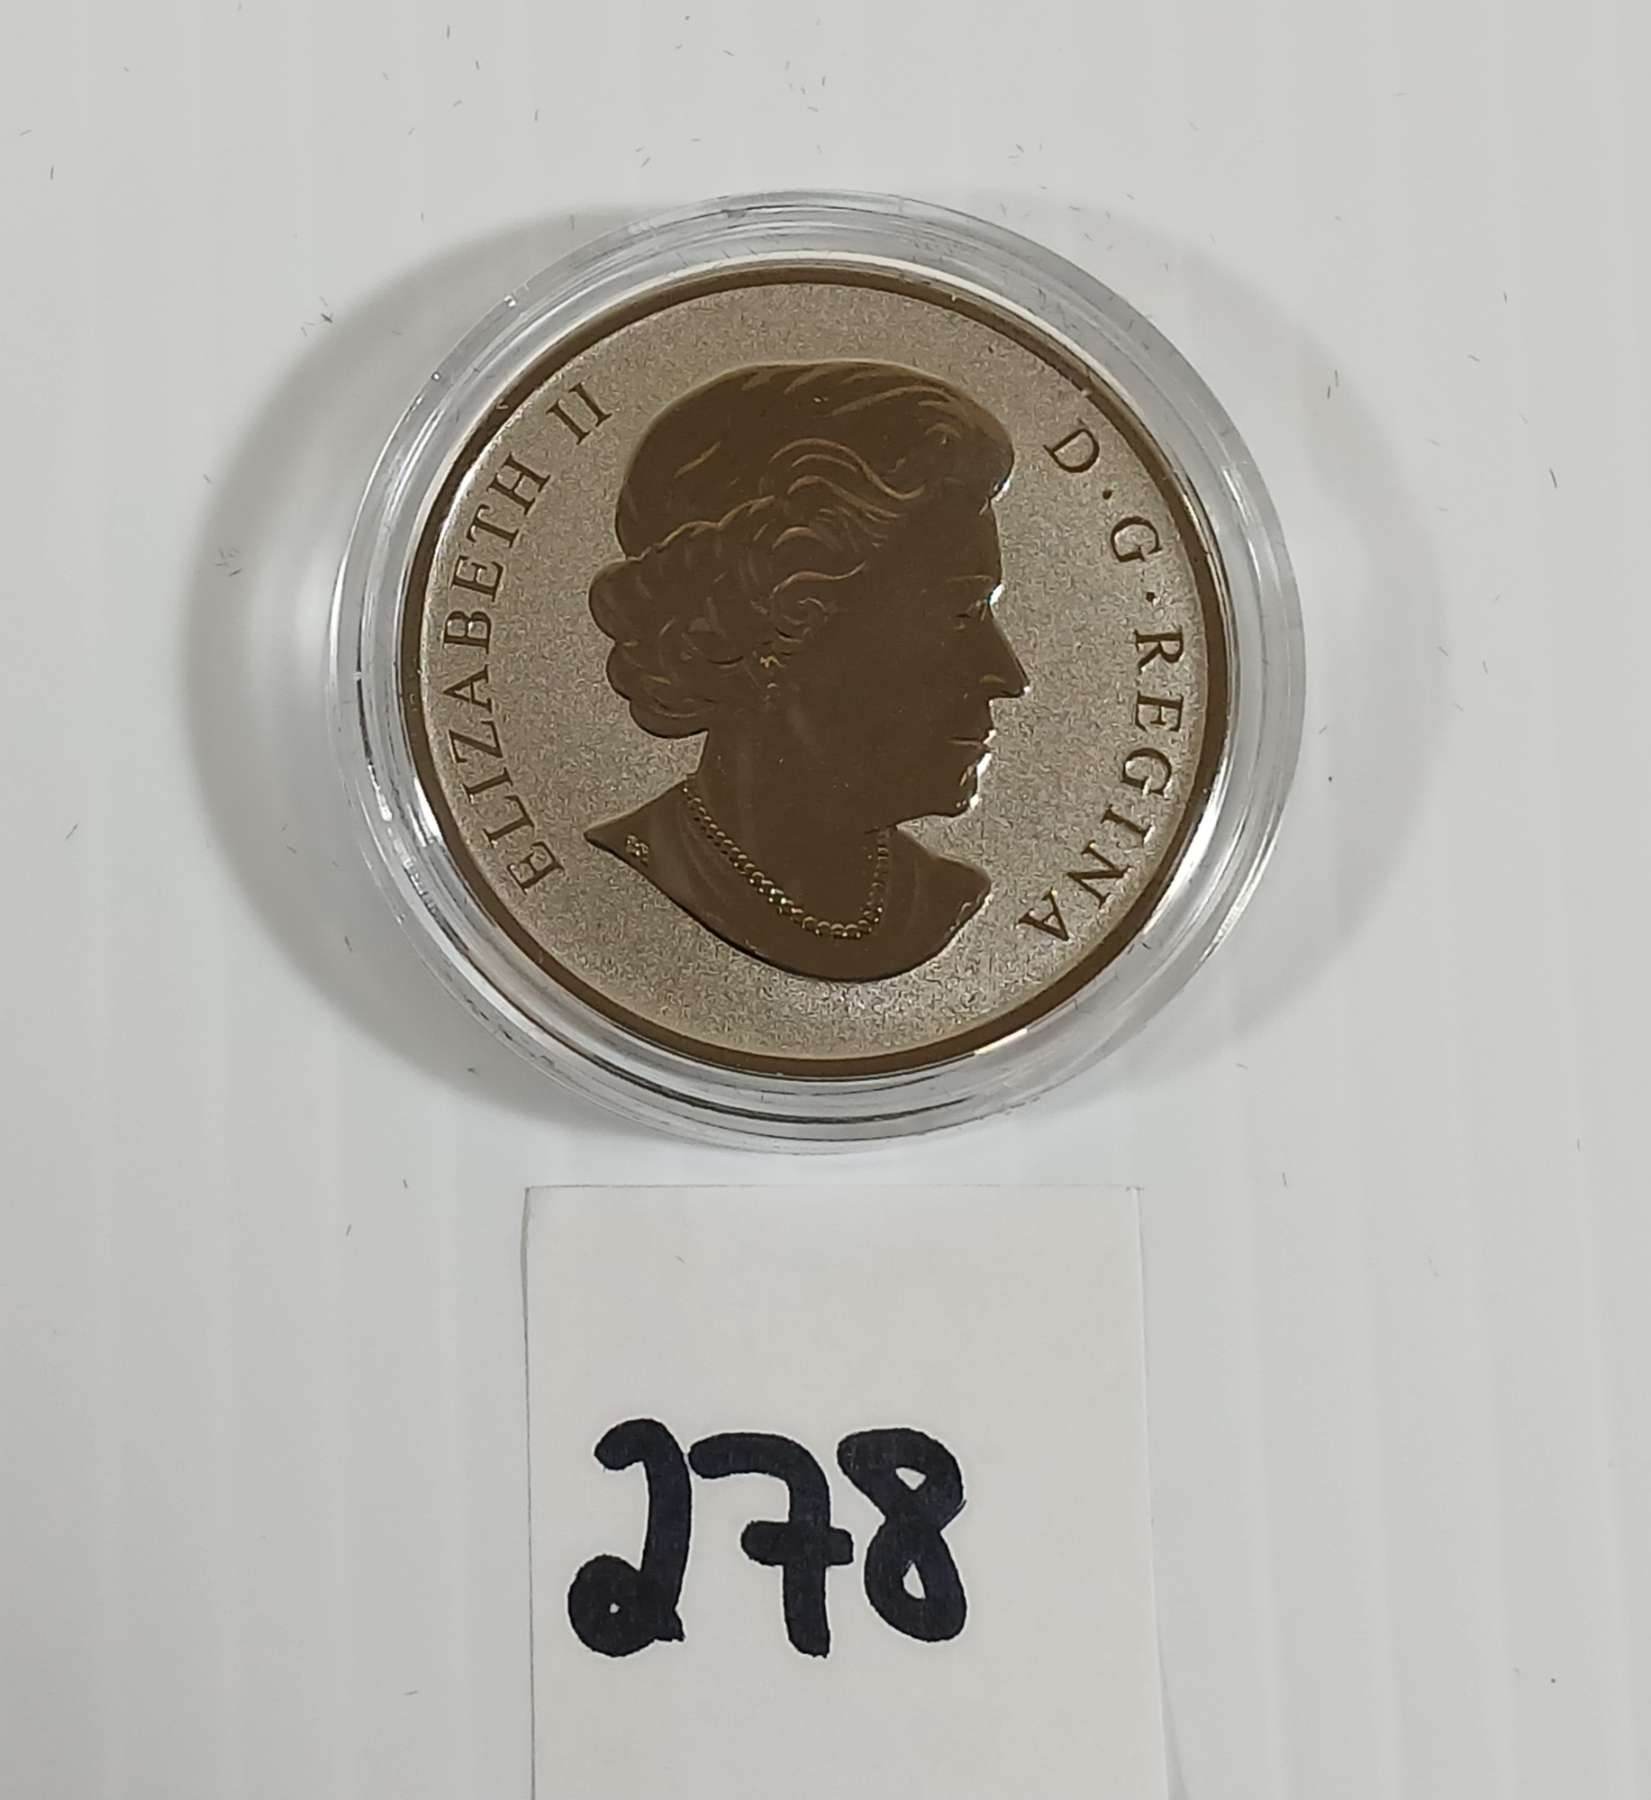 ELIZABETH II
D·G·REGINA
278